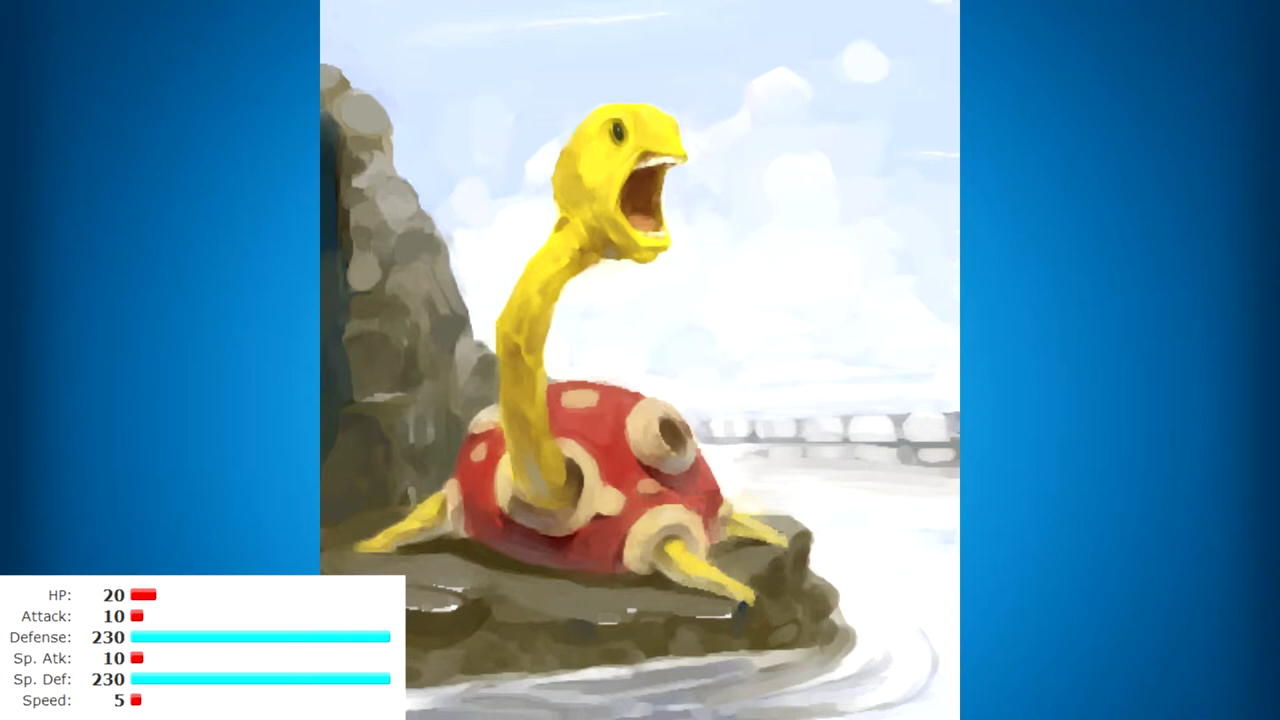 HP: 20
Attack: 10
Defense: 230
Sp. Atk: 10
Sp. Def: 230
Speed: 5